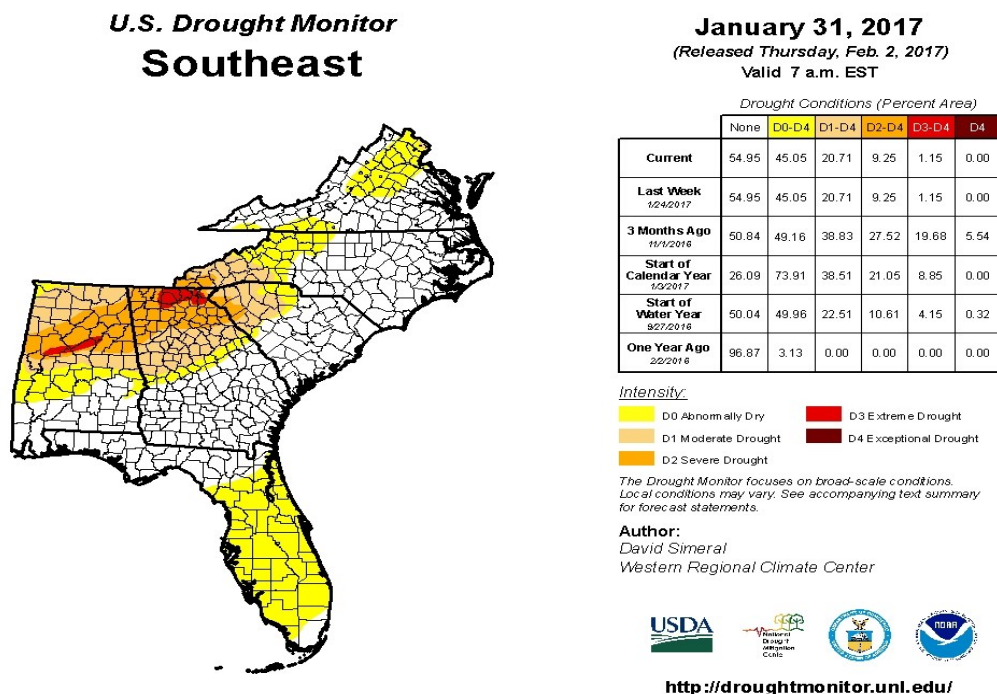 U.S. Drought Monitor
Southeast
January 31, 2017
(Released Thursday, Feb. 2, 2017)
Valid 7 a.m. EST
Drought Conditions (Percent Area)
None D0-D4 D1-D4 D2-D4 D3-D4 D4
Current 54.95 45.05 20.71 9.25 1.15 0.00
Last Week
1/24/2017 54.95 45.05 20.71 9.25 1.15 0.00
3 Months Ago
11/1/2016 50.84 49.16 38.83 27.52 19.68 5.54
Start of
Calendar Year
1/3/2017 26.09 73.91 38.51 21.05 8.85 0.00
Start of
Water Year
9/27/2016 50.04 49.96 22.51 10.61 4.15 0.32
One Year Ago
2/2/2016 96.87 3.13 0.00 0.00 0.00 0.00
Intensity:
D0 Abnormally Dry
D1 Moderate Drought
D2 Severe Drought
D3 Extreme Drought
D4 Exceptional Drought
The Drought Monitor focuses on broad-scale conditions.
Local conditions may vary. See accompanying text summary
for forecast statements.
Author:
David Simeral
Western Regional Climate Center
USDA
National
Drought
Mitigation
Center
NOAA
http://droughtmonitor.unl.edu/